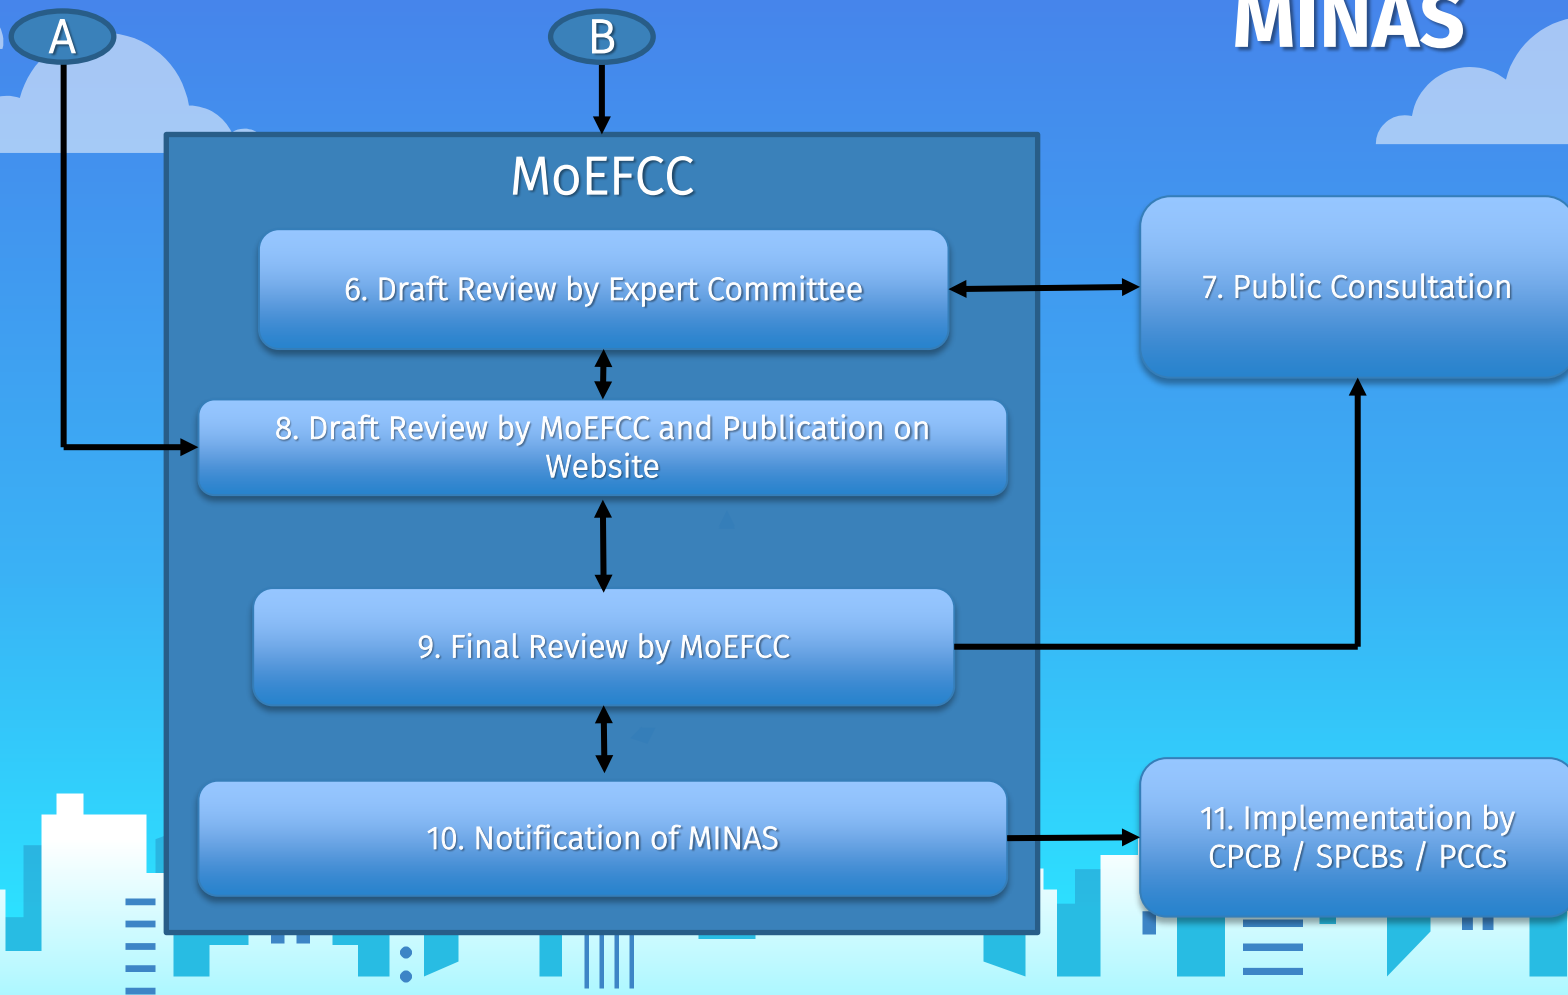 MINAS
A
B
MoEFCC
6. Draft Review by Expert Committee
7. Public Consultation
8. Draft Review by MoEFCC and Publication on
Website
9. Final Review by MoEFCC
10. Notification of MINAS
11. Implementation by
CPCB / SPCBs / PCCs